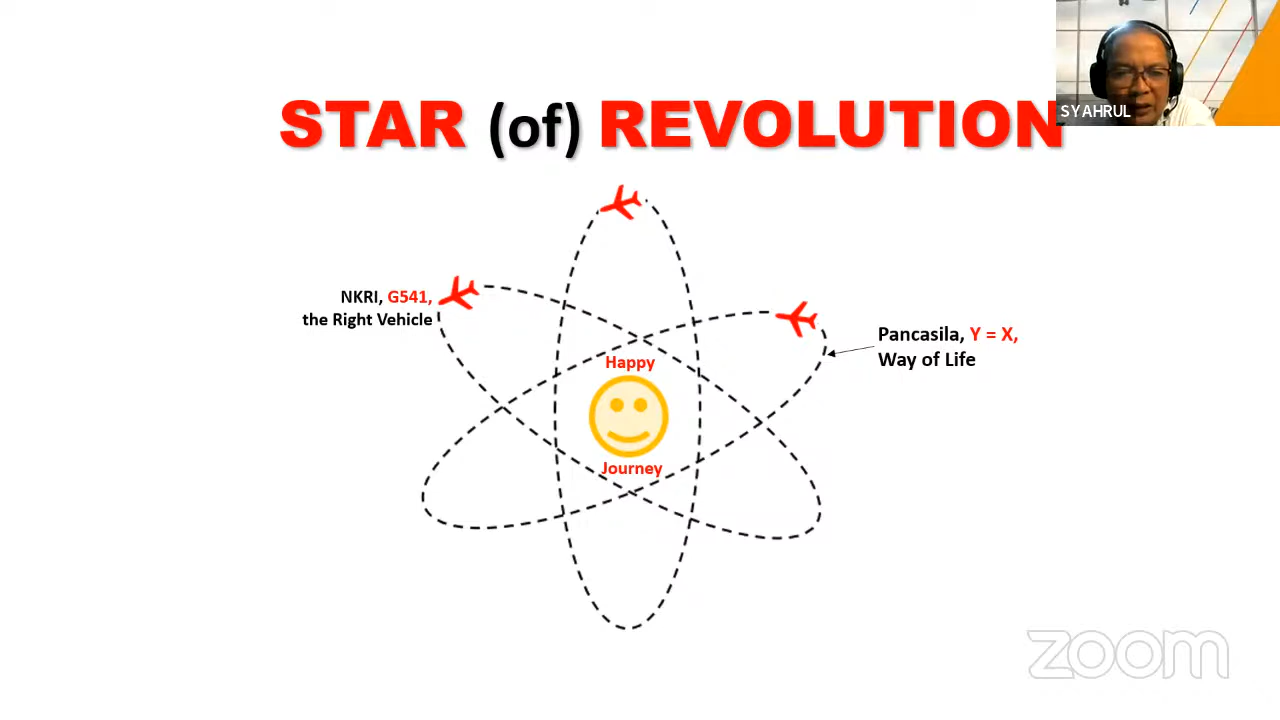 SYAHRUL
STAR (of) REVOLUTION
NKRI, G541,
the Right Vehicle
Pancasila, Y = X,
Way of Life
Happy
Journey
zoom